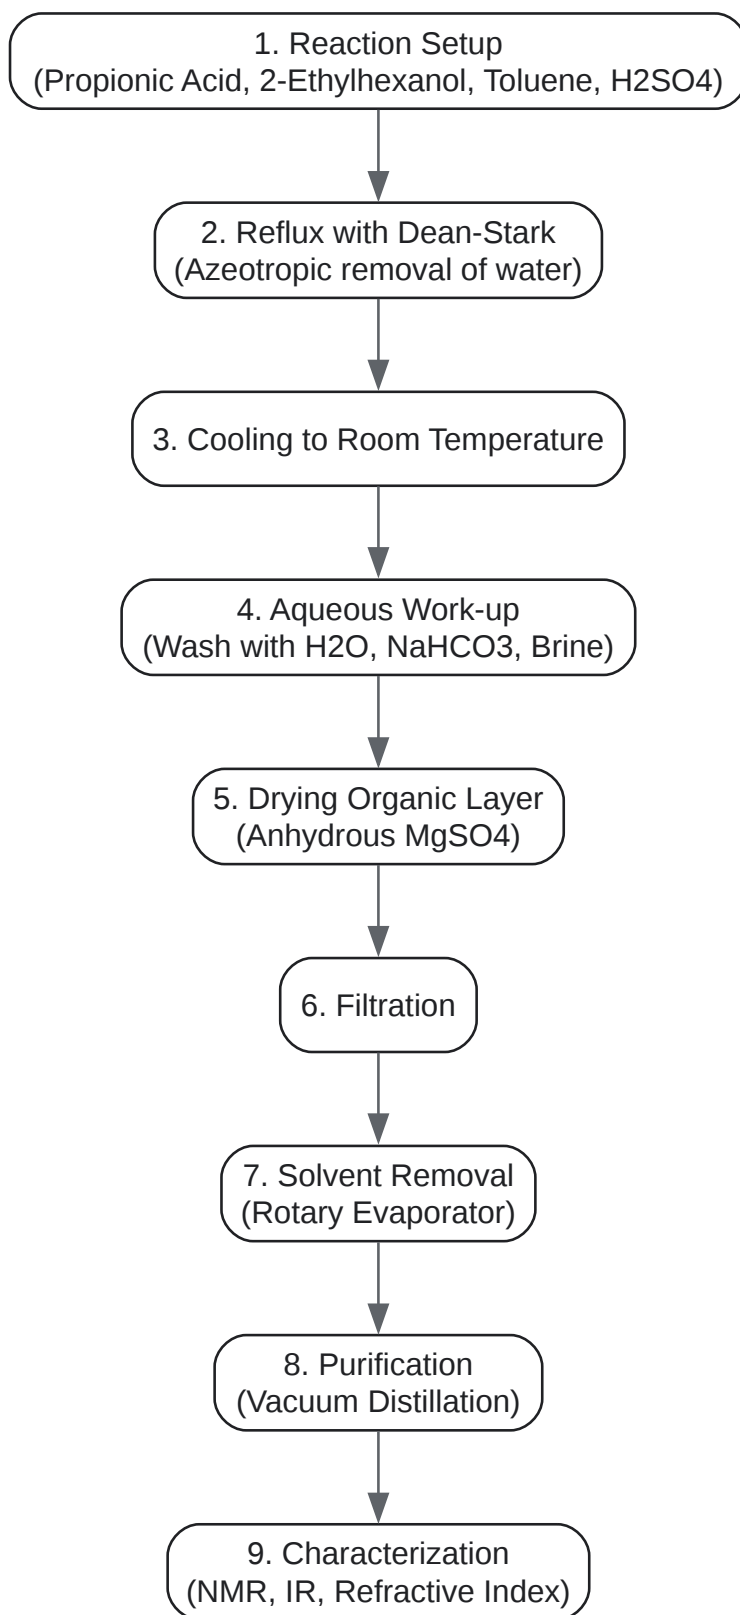 1. Reaction Setup
(Propionic Acid, 2-Ethylhexanol, Toluene, H2SO4)
2. Reflux with Dean-Stark
(Azeotropic removal of water)
3. Cooling to Room Temperature
4. Aqueous Work-up
(Wash with H2O, NaHCO3, Brine)
5. Drying Organic Layer
(Anhydrous MgSO4)
6. Filtration
7. Solvent Removal
(Rotary Evaporator)
8. Purification
(Vacuum Distillation)
9. Characterization
(NMR, IR, Refractive Index)